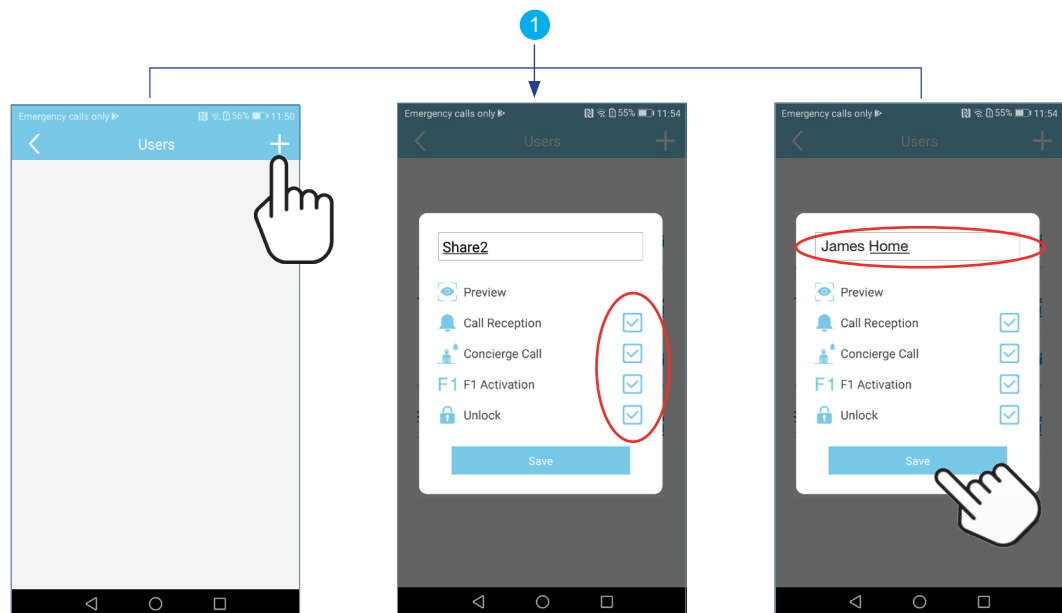 1
Emergency calls only 56% 11:50
Users
Emergency calls only 55% 11:54
Users
Share2
Preview
Call Reception
Concierge Call
F1 F1 Activation
Unlock
Save
Emergency calls only 55% 11:54
Users
James Home
Preview
Call Reception
Concierge Call
F1 F1 Activation
Unlock
Save